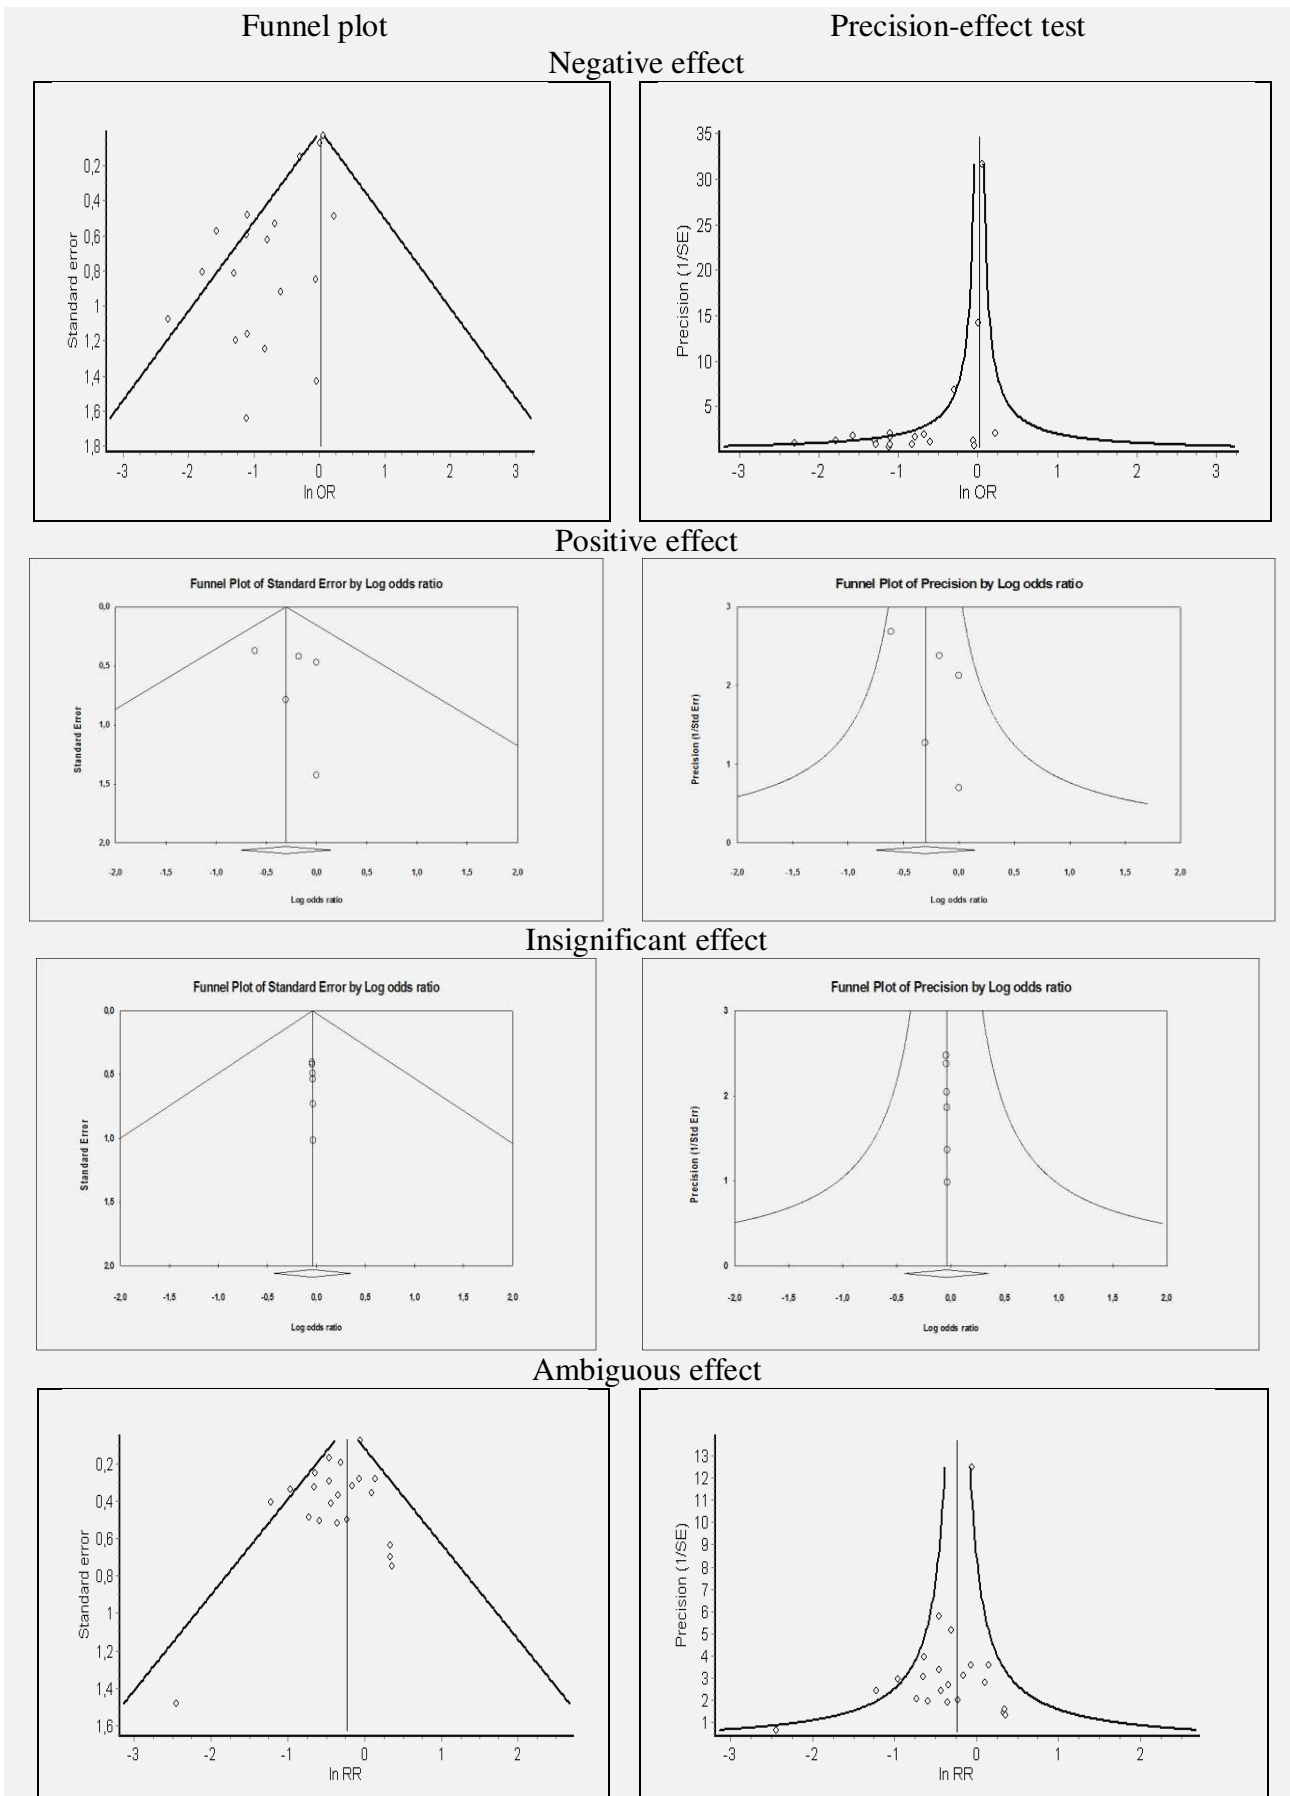 Funnel plot
Precision-effect test
Negative effect
Standard error
0,2
0,4
0,6
0,8
1
1,2
1,4
1,6
1,8
-3 -2 -1 0 1 2 3
ln OR
Precision (1/SE)
35
30
25
20
15
10
5
-3 -2 -1 0 1 2 3
ln OR
Positive effect
Funnel Plot of Standard Error by Log odds ratio
Standard Error
0,0
0,5
1,0
1,5
2,0
-2,0 -1,5 -1,0 -0,5 0,0 0,5 1,0 1,5 2,0
Log odds ratio
Funnel Plot of Precision by Log odds ratio
Precision (1/Std Err)
3
2
1
0
-2,0 -1,5 -1,0 -0,5 0,0 0,5 1,0 1,5 2,0
Log odds ratio
Insignificant effect
Funnel Plot of Standard Error by Log odds ratio
Standard Error
0,0
0,5
1,0
1,5
2,0
-2,0 -1,5 -1,0 -0,5 0,0 0,5 1,0 1,5 2,0
Log odds ratio
Funnel Plot of Precision by Log odds ratio
Precision (1/Std Err)
3
2
1
0
-2,0 -1,5 -1,0 -0,5 0,0 0,5 1,0 1,5 2,0
Log odds ratio
Ambiguous effect
Standard error
0,2
0,4
0,6
0,8
1
1,2
1,4
1,6
-3 -2 -1 0 1 2
ln RR
Precision (1/SE)
13
12
11
10
9
8
7
6
5
4
3
2
1
-3 -2 -1 0 1 2
ln RR